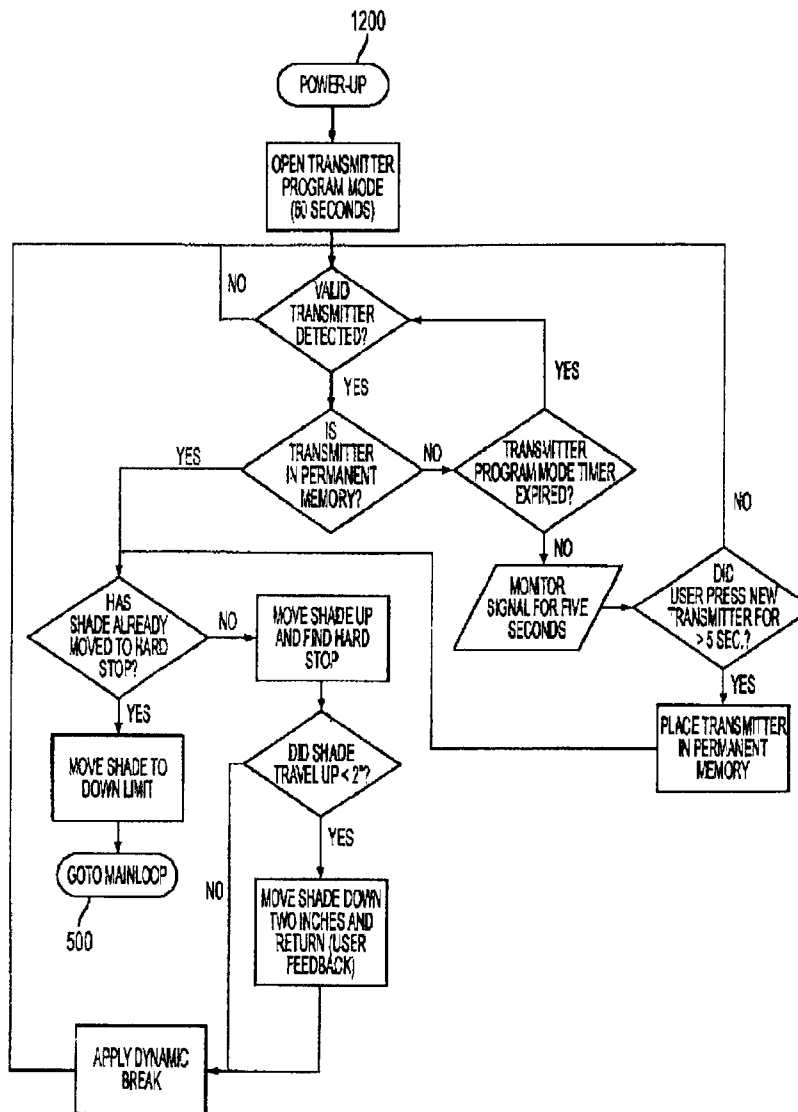 1200
POWER-UP
OPEN TRANSMITTER
PROGRAM MODE
(60 SECONDS)
NO
VALID
TRANSMITTER
DETECTED?
YES
YES
IS
TRANSMITTER
IN PERMANENT
MEMORY?
YES
NO
TRANSMITTER
PROGRAM MODE TIMER
EXPIRED?
NO
NO
MONITOR
SIGNAL FOR FIVE
SECONDS
DID
USER PRESS NEW
TRANSMITTER FOR
> 5 SEC.?
YES
PLACE TRANSMITTER
IN PERMANENT
MEMORY
HAS
SHADE ALREADY
MOVED TO HARD
STOP?
NO
MOVE SHADE UP
AND FIND HARD
STOP
YES
MOVE SHADE TO
DOWN LIMIT
DID SHADE
TRAVEL UP < 2"?
GOTO MAINLOOP
500
NO
YES
MOVE SHADE DOWN
TWO INCHES AND
RETURN (USER
FEEDBACK)
APPLY DYNAMIC
BREAK